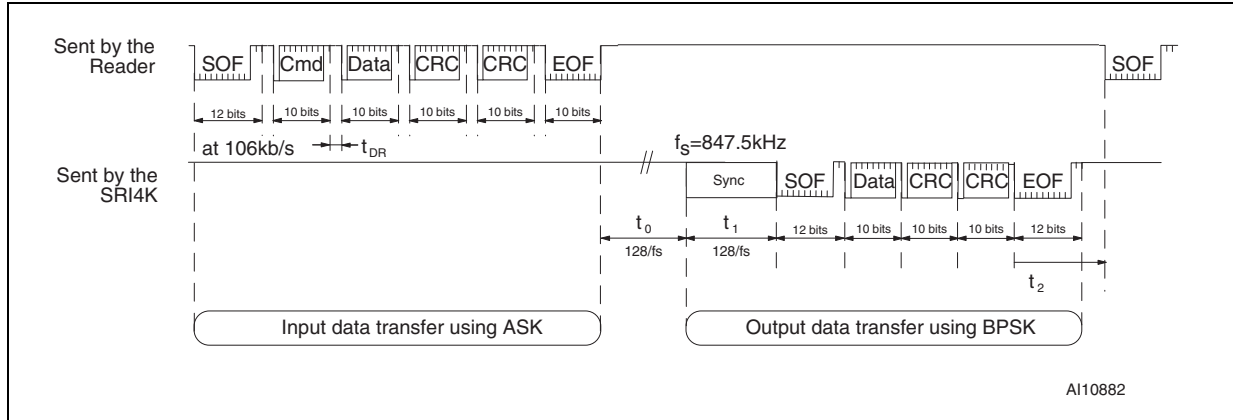 Sent by the
Reader
SOF Cmd Data CRC CRC EOF SOF
12 bits 10 bits 10 bits 10 bits 10 bits 10 bits
at 106kb/s tDR fs=847.5kHz
Sent by the
SRI4K
Sync SOF Data CRC CRC EOF
t0 t1 12 bits 10 bits 10 bits 10 bits 12 bits
128/fs 128/fs
t2
Input data transfer using ASK Output data transfer using BPSK
AI10882